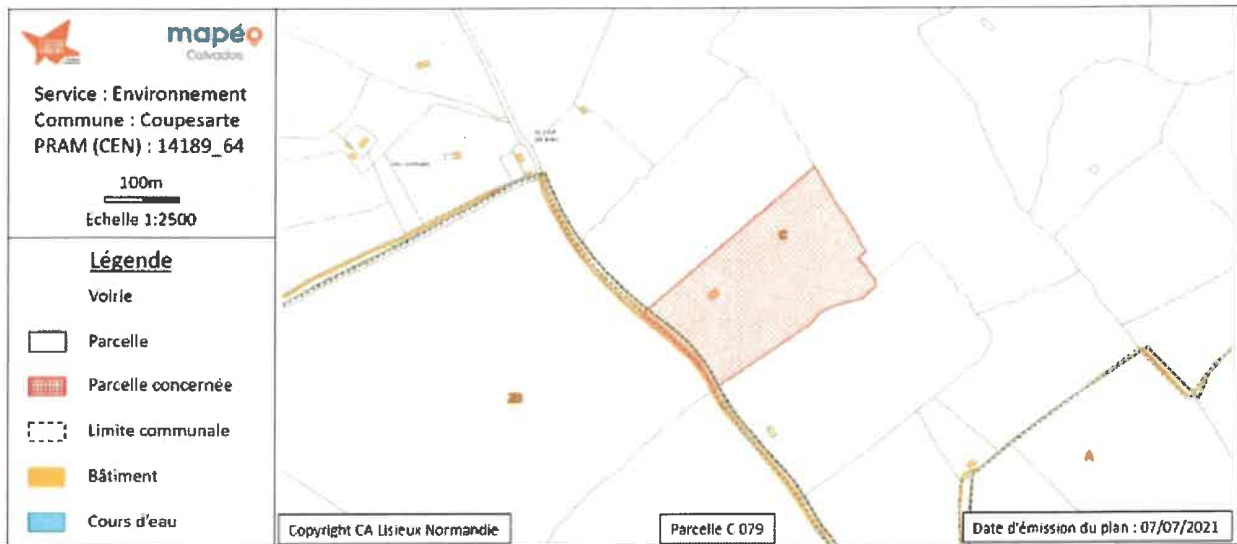 mapéo
Calvados
Service : Environnement
Commune : Coupesarte
PRAM (CEN) : 14189_64
100m
Echelle 1:2500
Légende
Voirie
Parcelle
Parcelle concernée
Limite communale
Bâtiment
Cours d'eau
C
A
Copyright CA Lisieux Normandie
Parcelle C 079
Date d'émission du plan : 07/07/2021